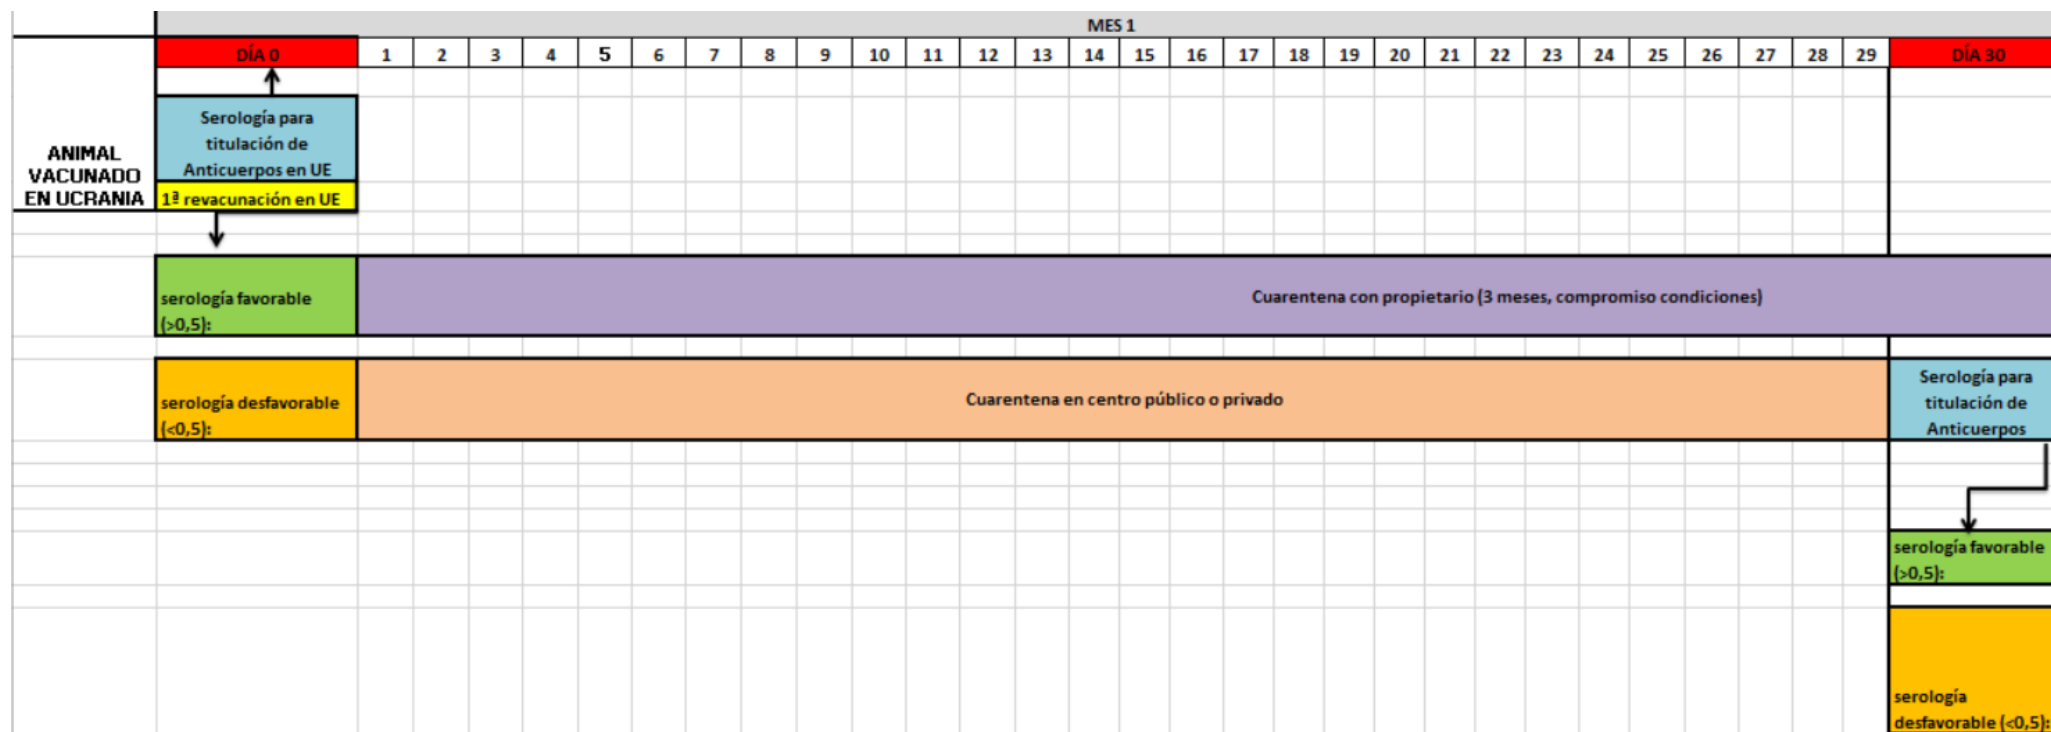 MES 1
DÍA 0 1 2 3 4 5 6 7 8 9 10 11 12 13 14 15 16 17 18 19 20 21 22 23 24 25 26 27 28 29 DÍA 30
ANIMAL
VACUNADO
EN UCRANIA
Serología para
titulación de
Anticuerpos en UE
1ª revacunación en UE
serología favorable
(>0,5):
Cuarentena con propietario (3 meses, compromiso condiciones)
serología desfavorable
(<0,5):
Cuarentena en centro público o privado
Serología para
titulación de
Anticuerpos
serología favorable
(>0,5):
serología
desfavorable (<0,5):